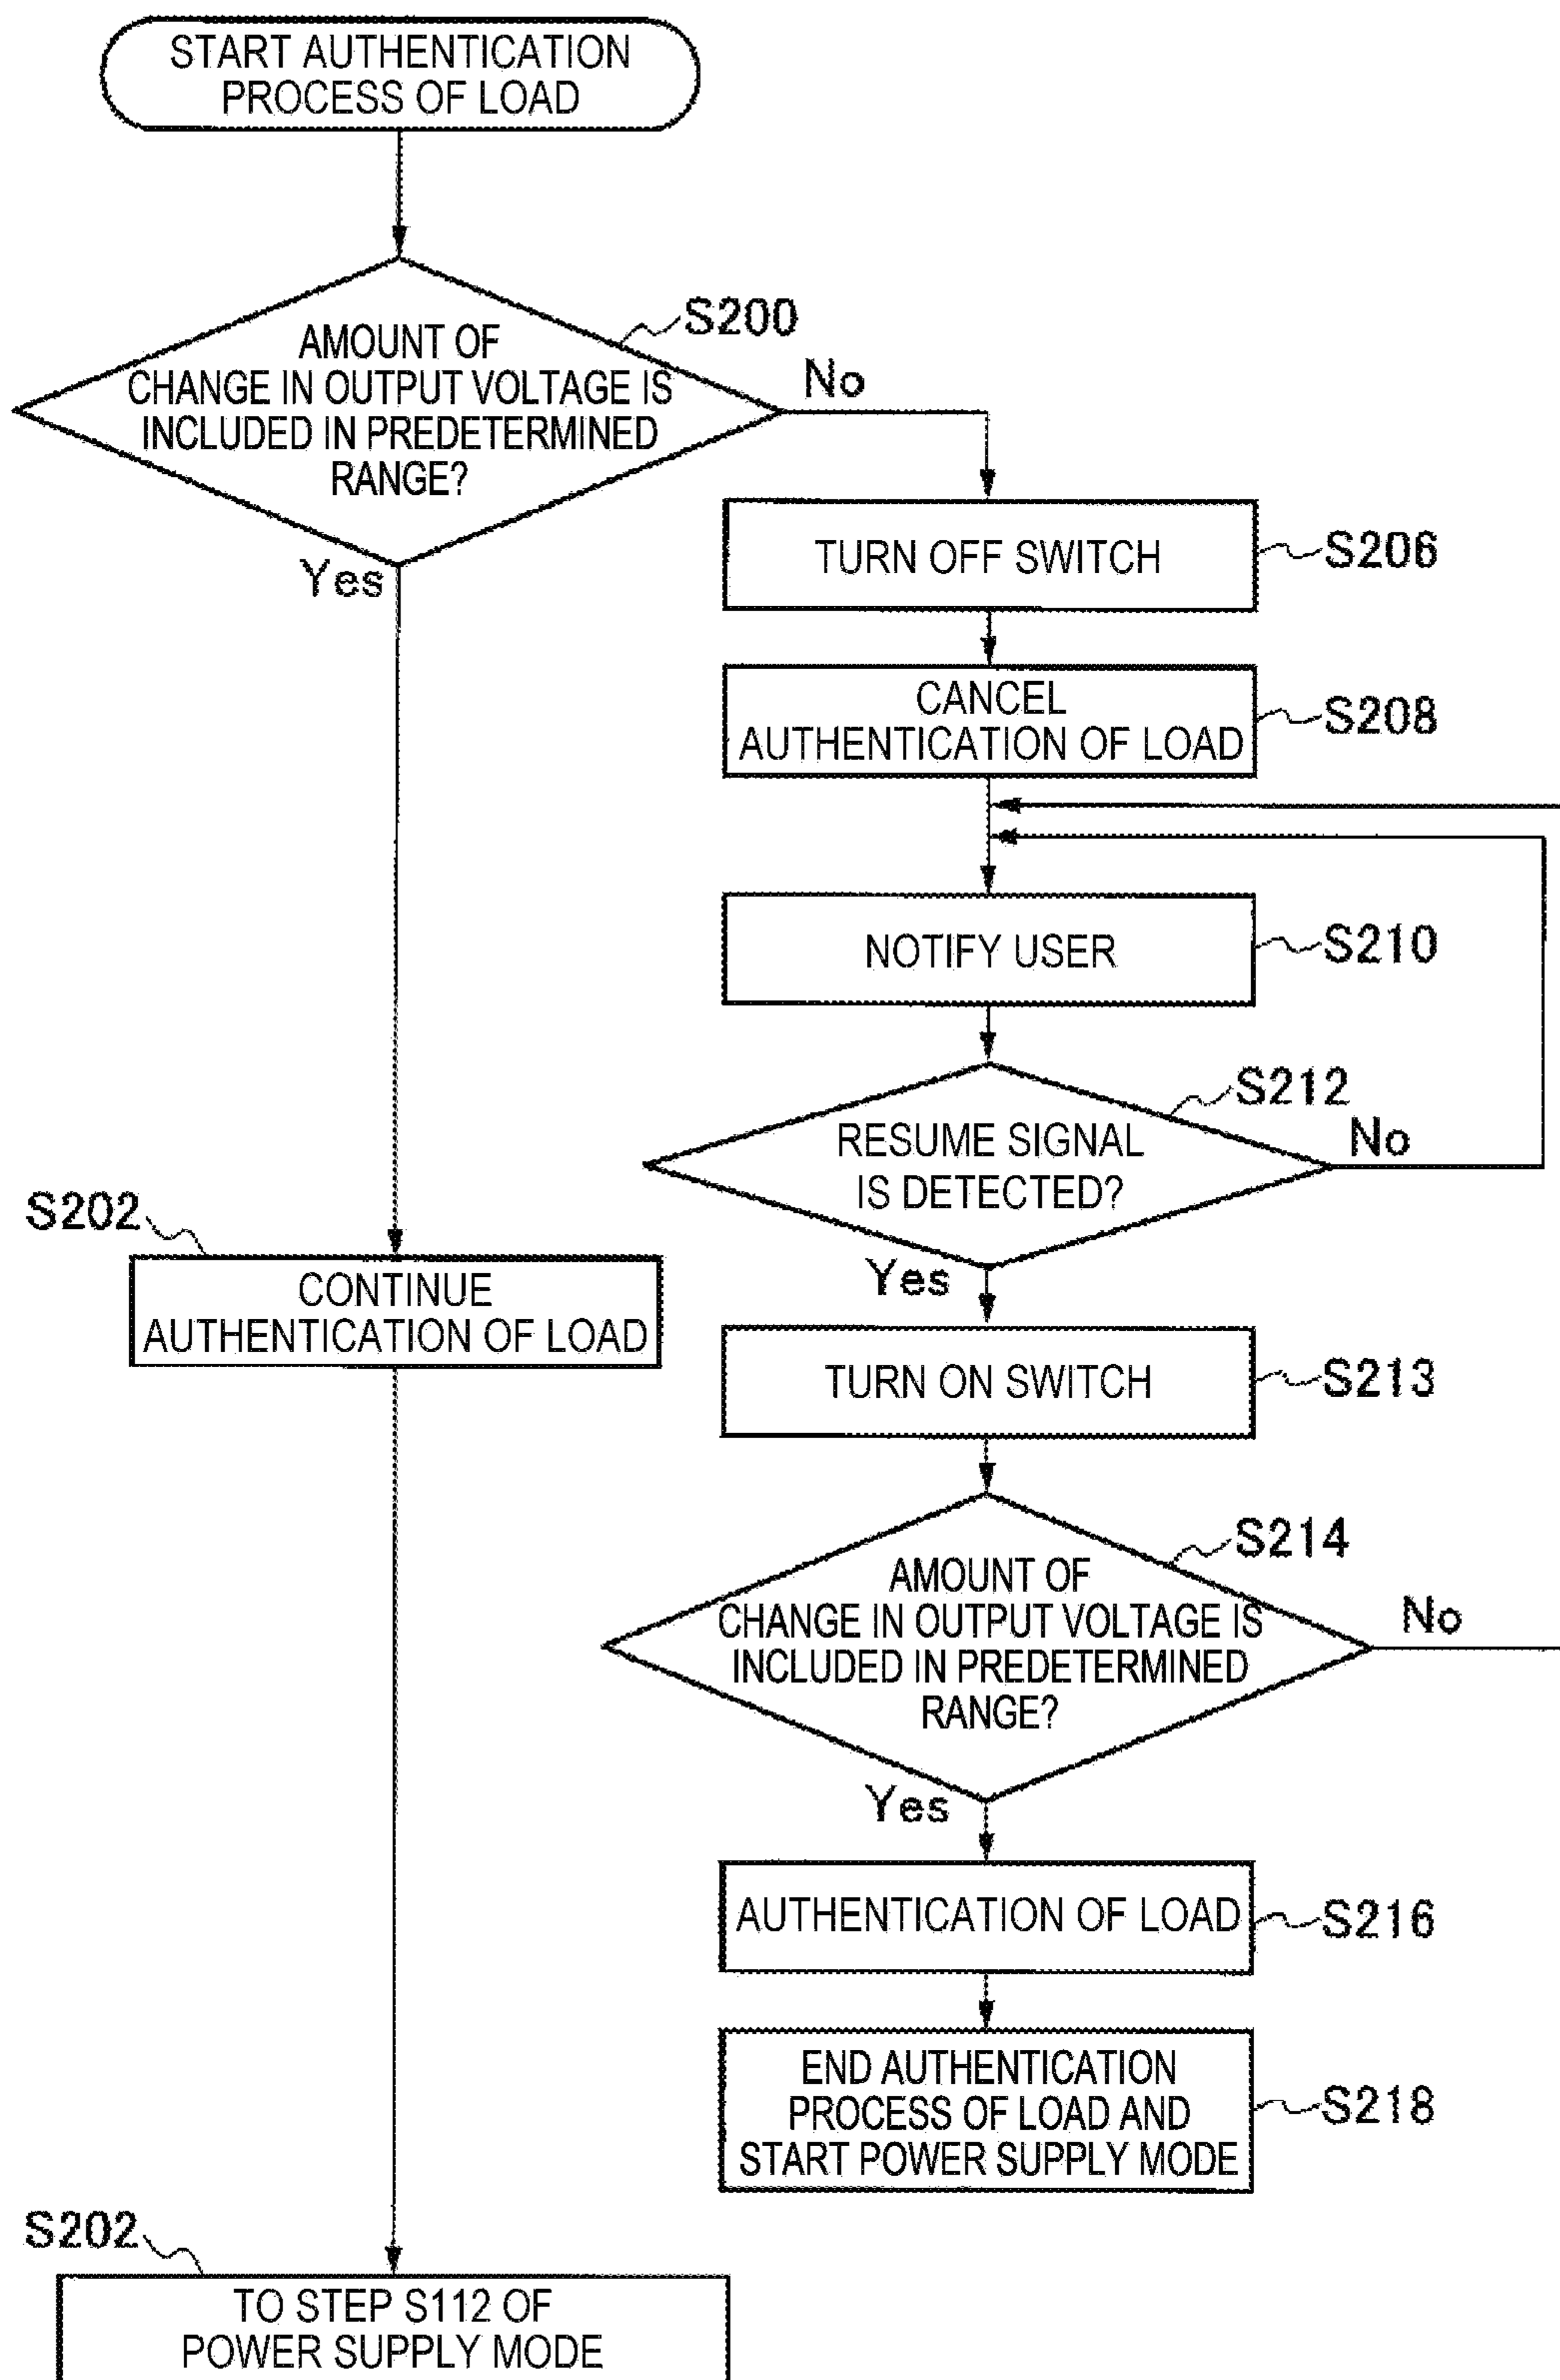 START AUTHENTICATION
PROCESS OF LOAD
S200
AMOUNT OF
CHANGE IN OUTPUT VOLTAGE IS
INCLUDED IN PREDETERMINED
RANGE?
No
Yes
TURN OFF SWITCH
S206
CANCEL
AUTHENTICATION OF LOAD
S208
NOTIFY USER
S210
S212
RESUME SIGNAL
IS DETECTED?
No
Yes
S202
CONTINUE
AUTHENTICATION OF LOAD
TURN ON SWITCH
S213
S214
AMOUNT OF
CHANGE IN OUTPUT VOLTAGE IS
INCLUDED IN PREDETERMINED
RANGE?
No
Yes
AUTHENTICATION OF LOAD
S216
END AUTHENTICATION
PROCESS OF LOAD AND
START POWER SUPPLY MODE
S218
S202
TO STEP S112 OF
POWER SUPPLY MODE